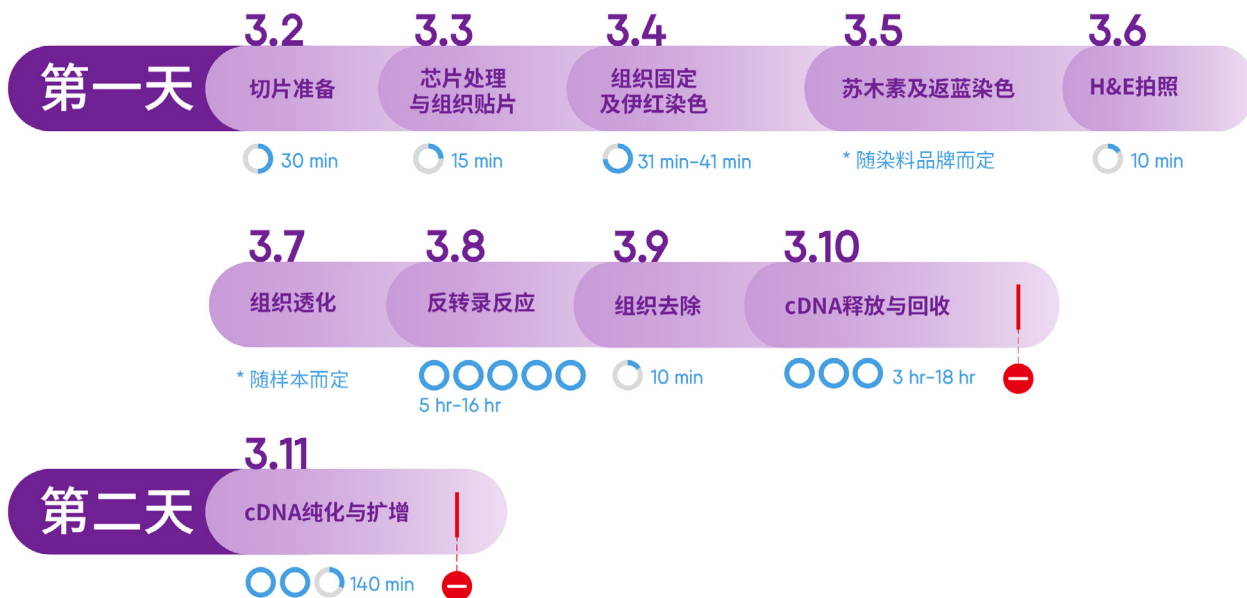 3.2
3.3
3.4
3.5
3.6
第一天
切片准备
芯片处理
与组织贴片
组织固定
及伊红染色
苏木素及返蓝染色
H&E拍照
30 min
15 min
31 min–41 min
* 随染料品牌而定
10 min
3.7
3.8
3.9
3.10
组织透化
反转录反应
组织去除
cDNA释放与回收
* 随样本而定
5 hr–16 hr
10 min
3 hr–18 hr
3.11
第二天
cDNA纯化与扩增
140 min